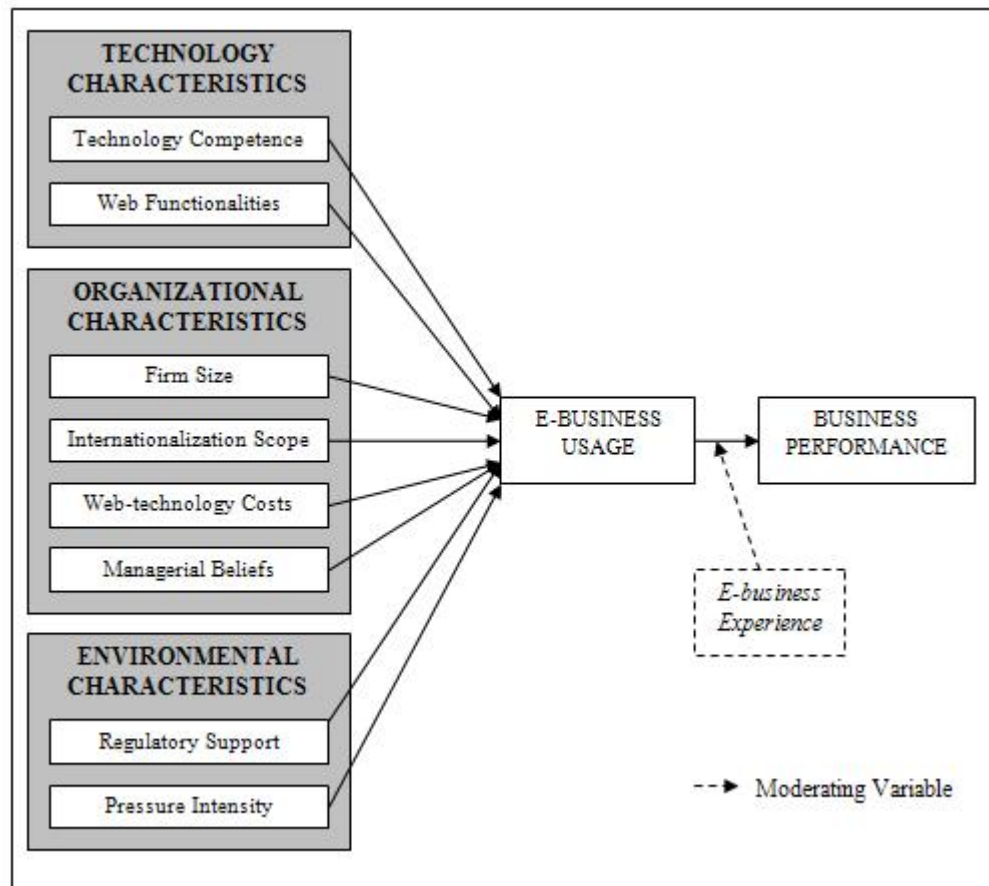 TECHNOLOGY
CHARACTERISTICS
Technology Competence
Web Functionalities
ORGANIZATIONAL
CHARACTERISTICS
Firm Size
Internationalization Scope
Web-technology Costs
Managerial Beliefs
ENVIRONMENTAL
CHARACTERISTICS
Regulatory Support
Pressure Intensity
E-BUSINESS
USAGE
BUSINESS
PERFORMANCE
E-business
Experience
Moderating Variable